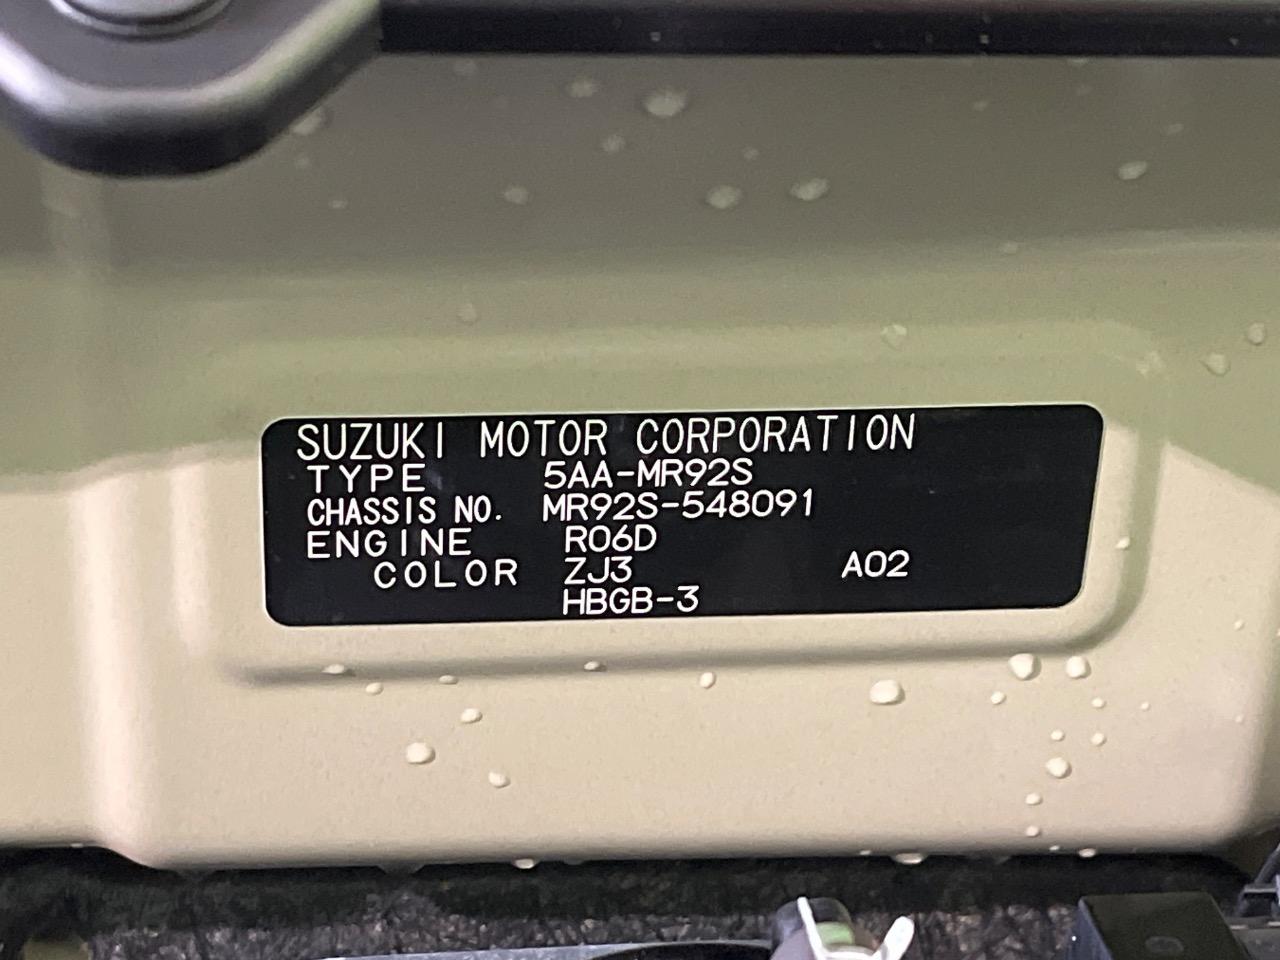 SUZUKI MOTOR CORPORATION
TYPE 5AA-MR92S
CHASSIS NO. MR92S-548091
ENGINE R06D
COLOR ZJ3 A02
HBGB-3